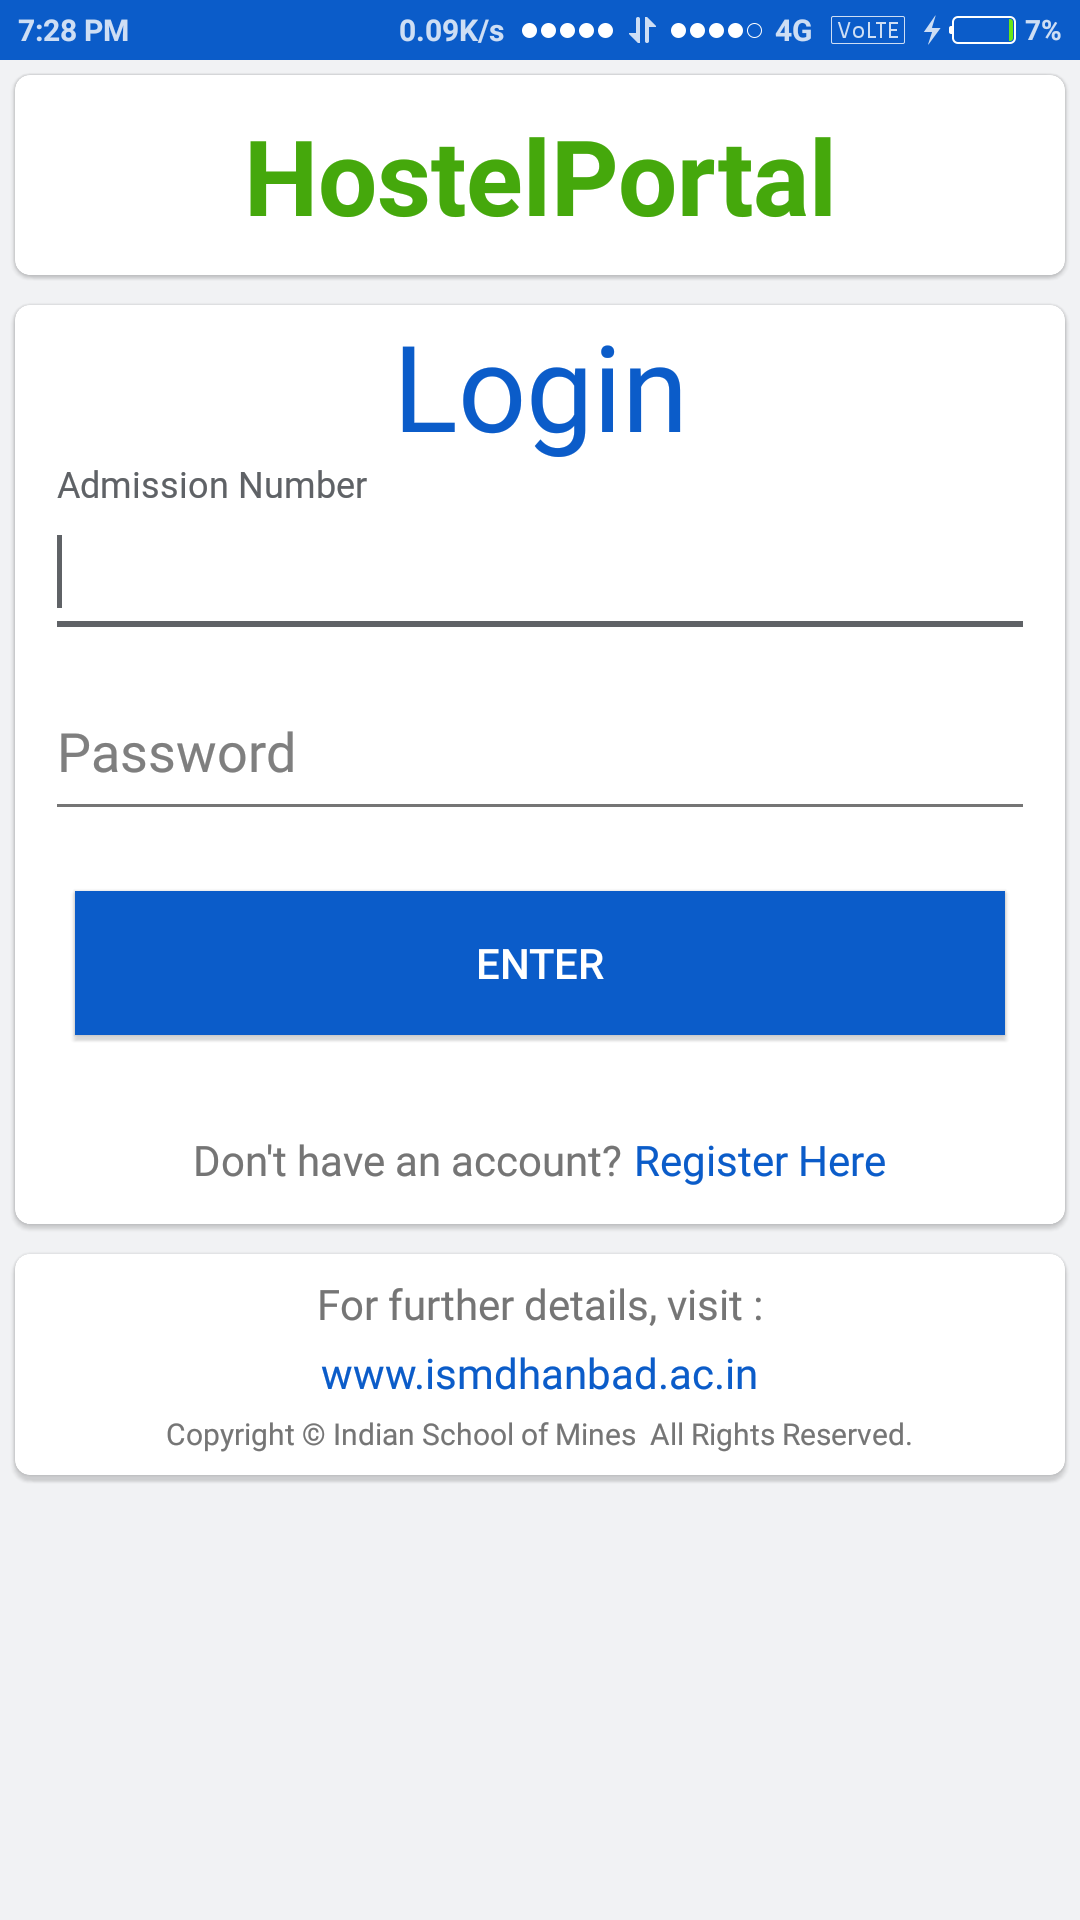 7:28 PM 0.09K/s 4G VoLTE 7%
HostelPortal
Login
Admission Number
Password
ENTER
Don't have an account? Register Here
For further details, visit :
www.ismdhanbad.ac.in
Copyright © Indian School of Mines All Rights Reserved.